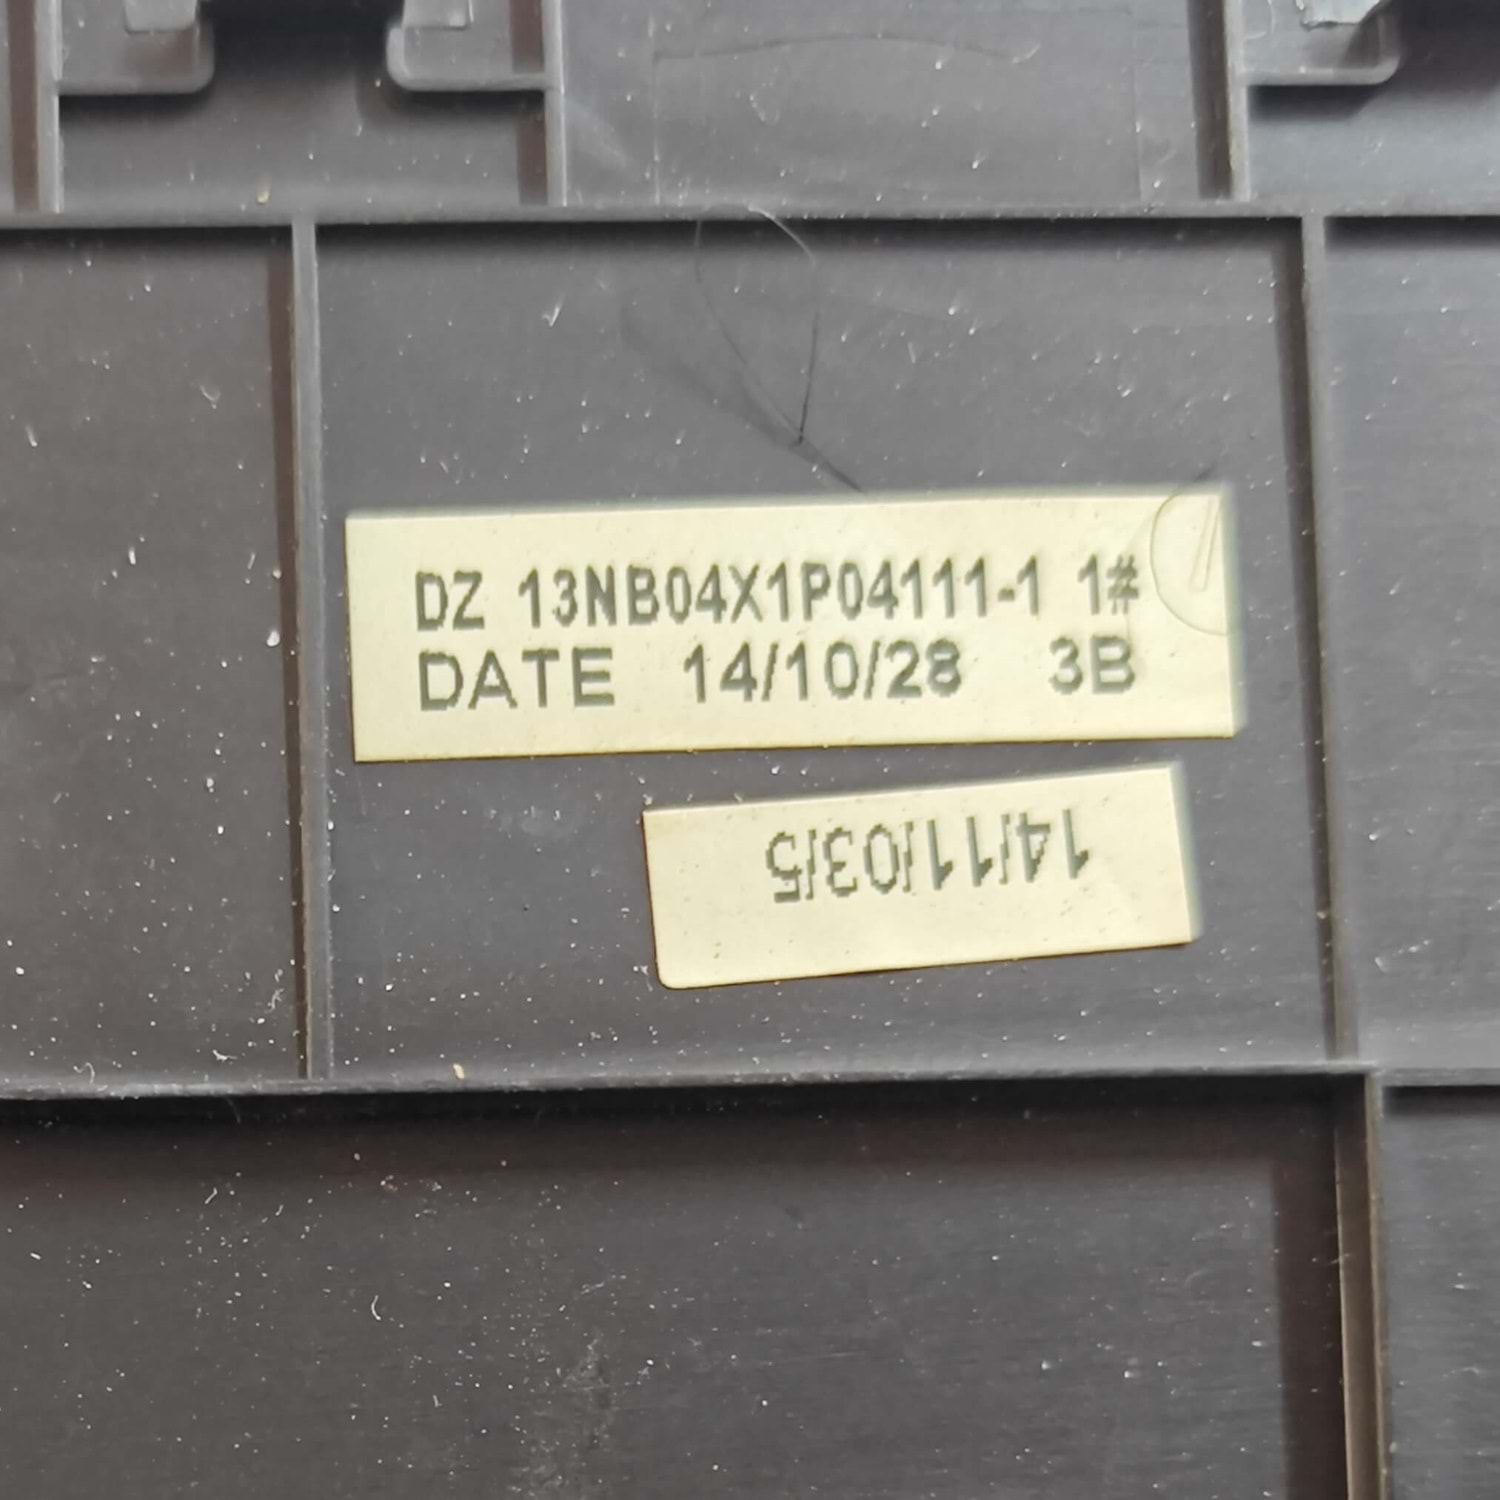 DZ 13NB04X1P04111-1 1#
DATE 14/10/28 3B
14/11/03/5